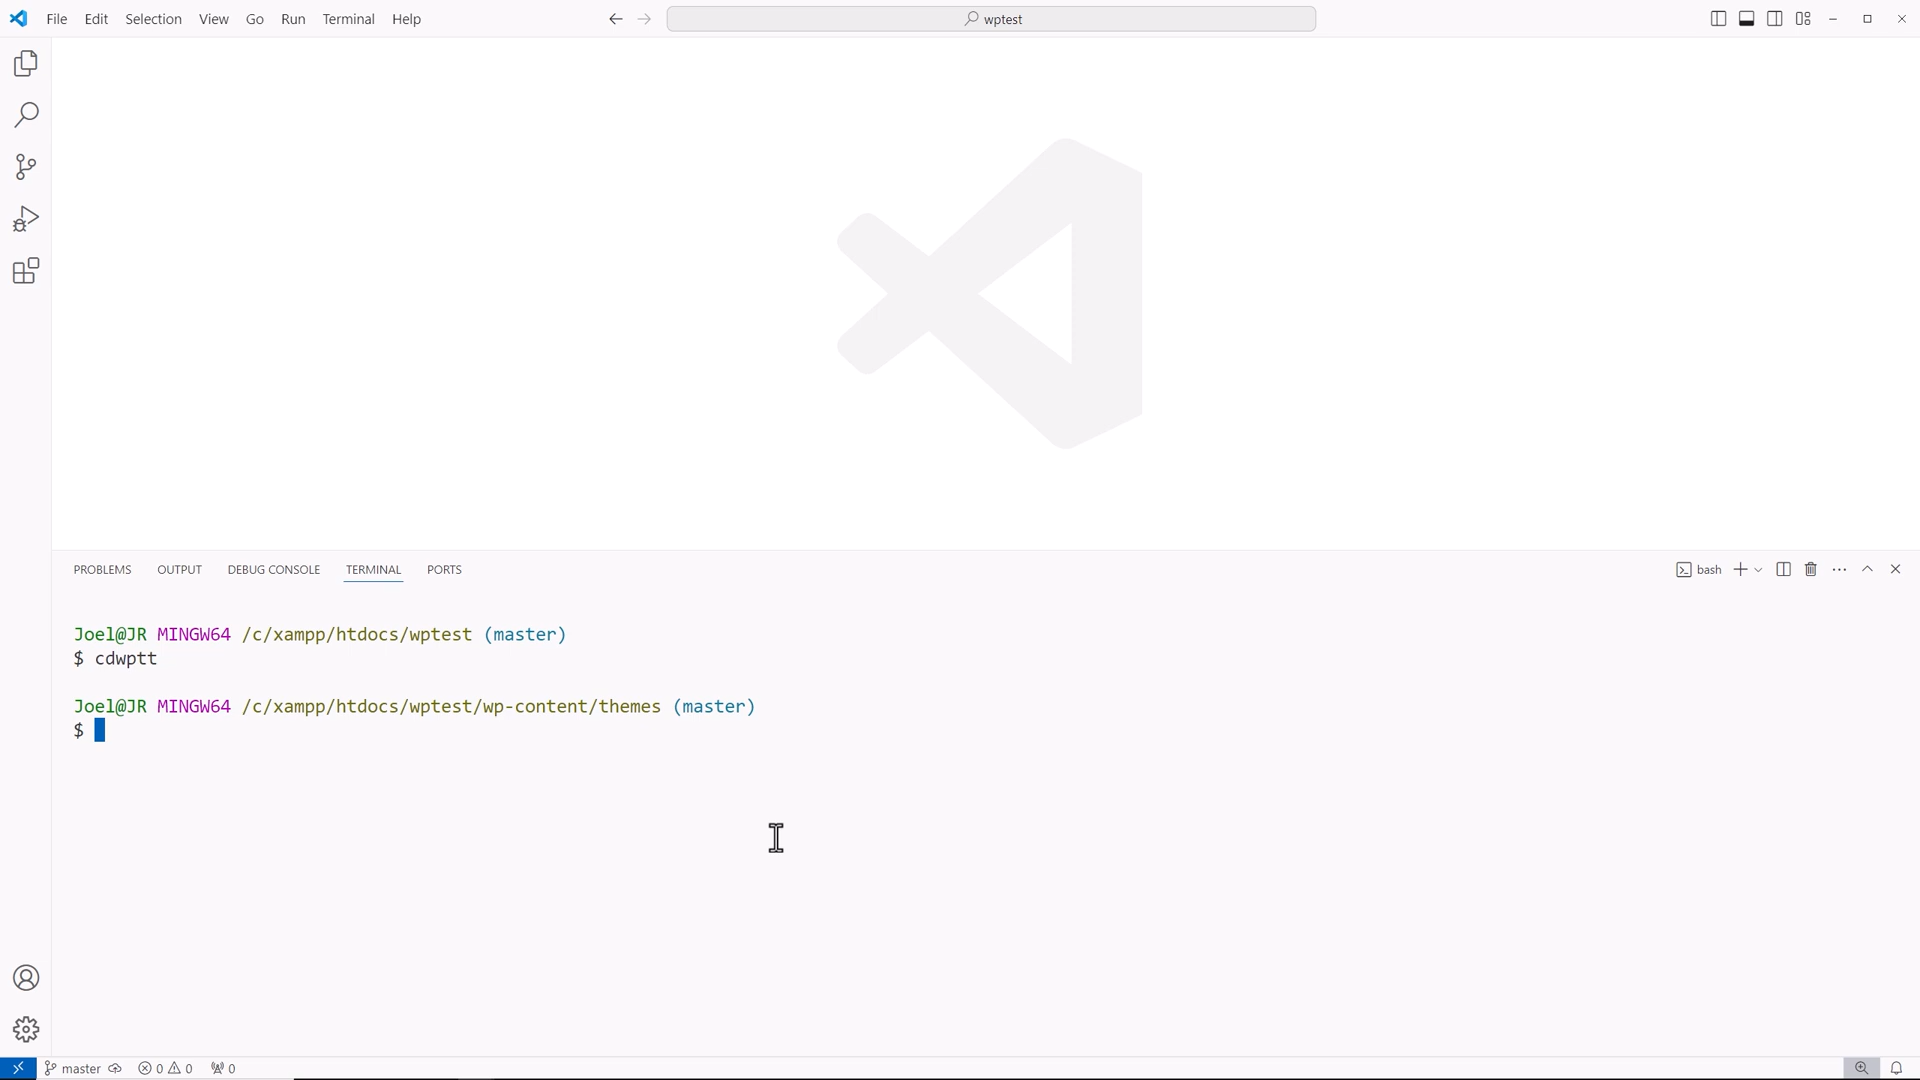 File Edit Selection View Go Run Terminal Help
wptest
PROBLEMS OUTPUT DEBUG CONSOLE TERMINAL PORTS
bash
Joel@JR MINGW64 /c/xampp/htdocs/wptest (master)
$ cdwptt
Joel@JR MINGW64 /c/xampp/htdocs/wptest/wp-content/themes (master)
$
master 0 0 0